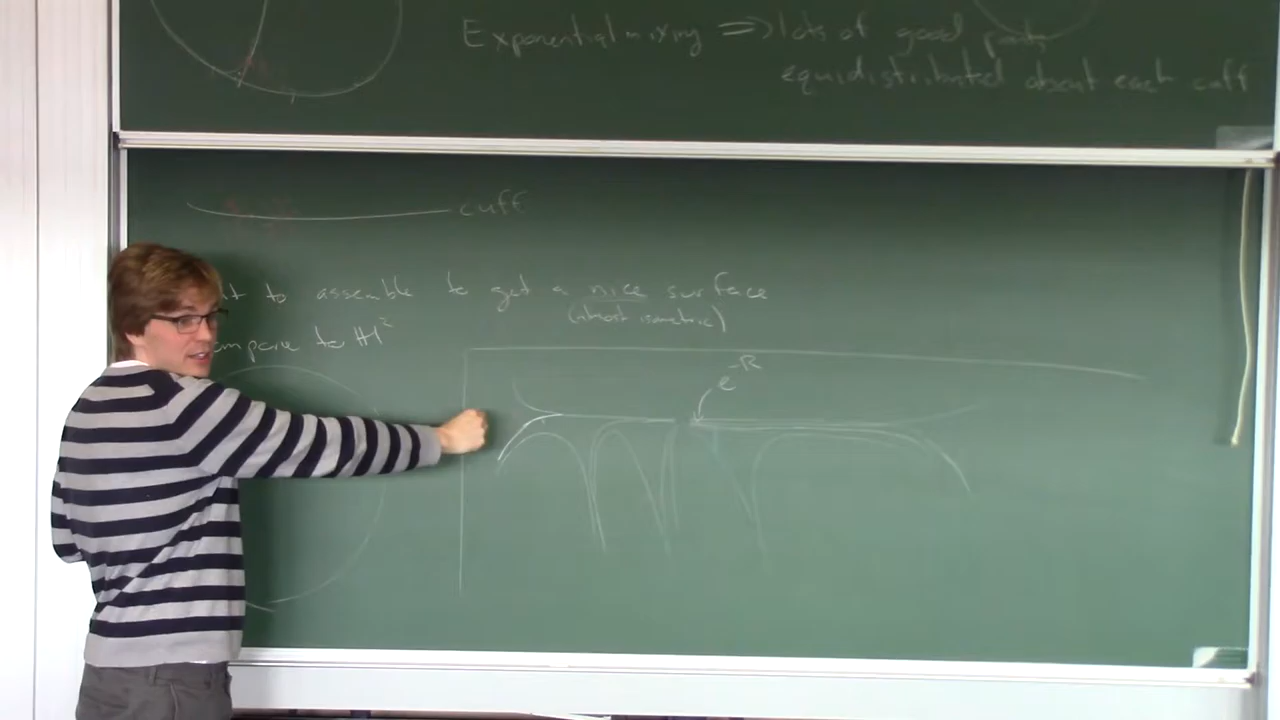 Exponential mixing ⇒ lots of good pants
equidistributed about each cuff
cuff
nt to assemble to get a nice surface
(almost isometric)
mpare to ℍ²
e^-R